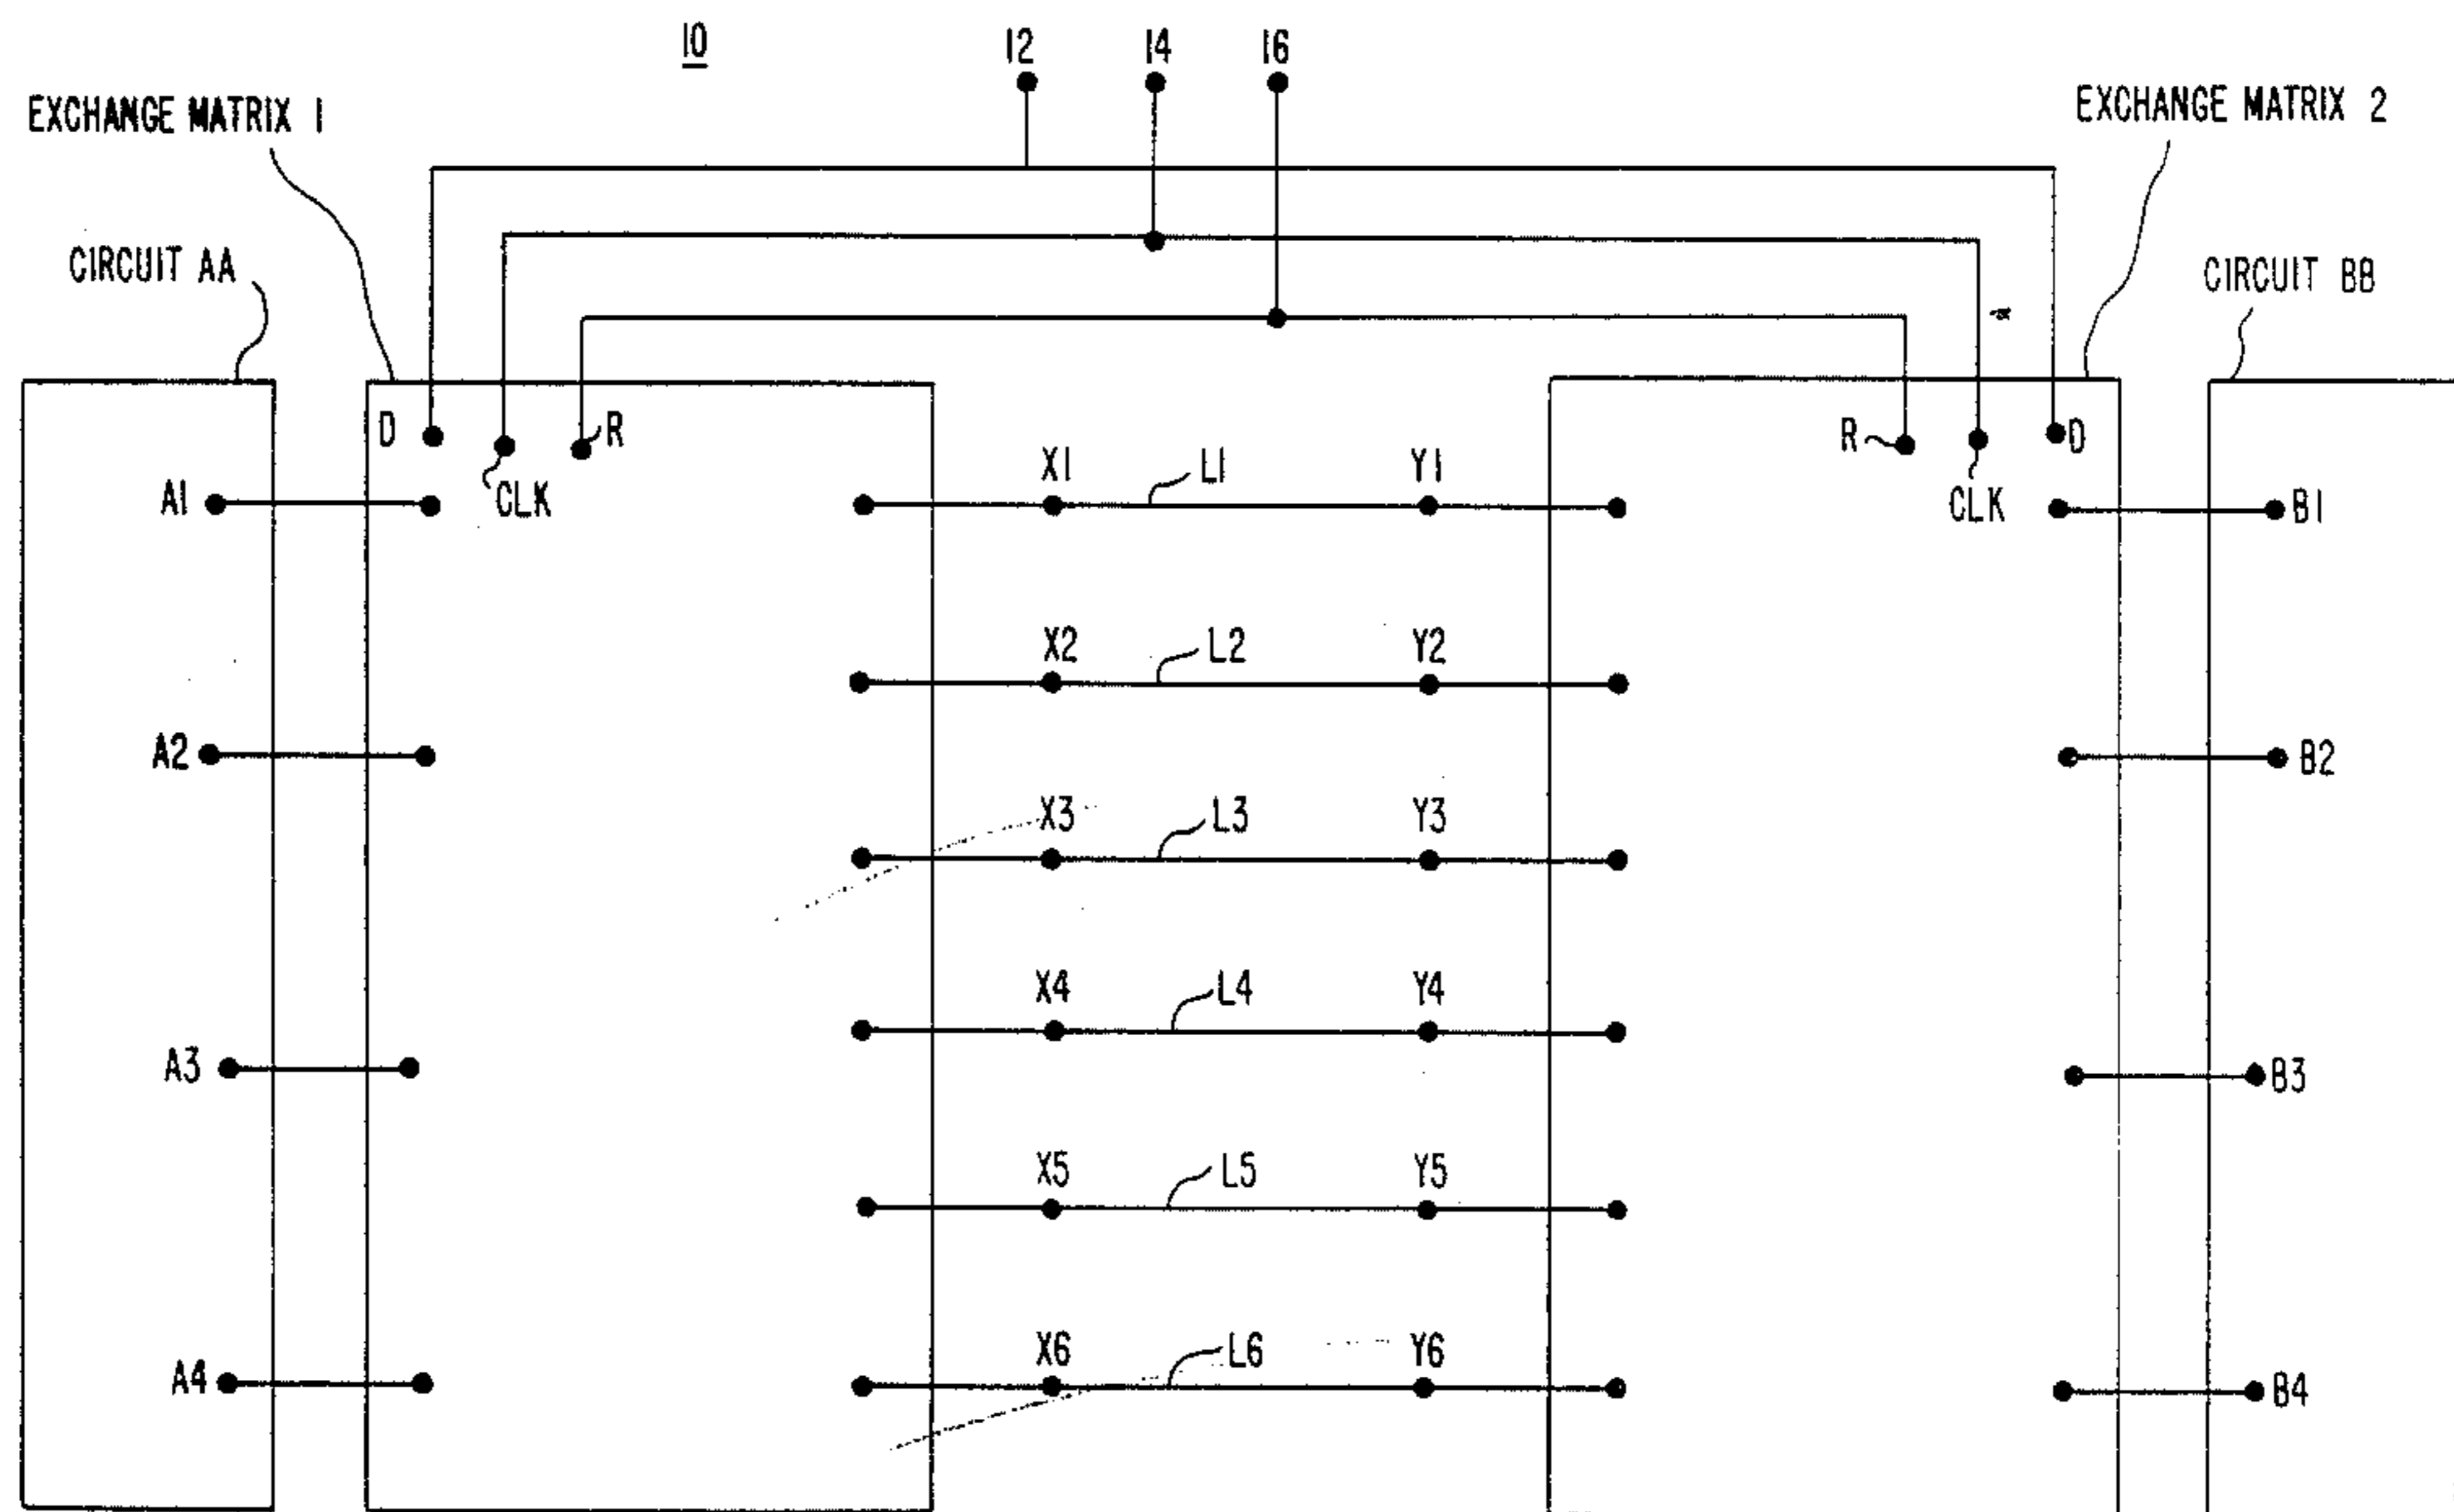 10
12 14 16
EXCHANGE MATRIX 1
EXCHANGE MATRIX 2
CIRCUIT AA
CIRCUIT BB
D CLK R
R CLK D
A1 X1 L1 Y1 B1
X2 L2 Y2
A2 B2
X3 L3 Y3
X4 L4 Y4
A3 B3
X5 L5 Y5
A4 X6 L6 Y6 B4